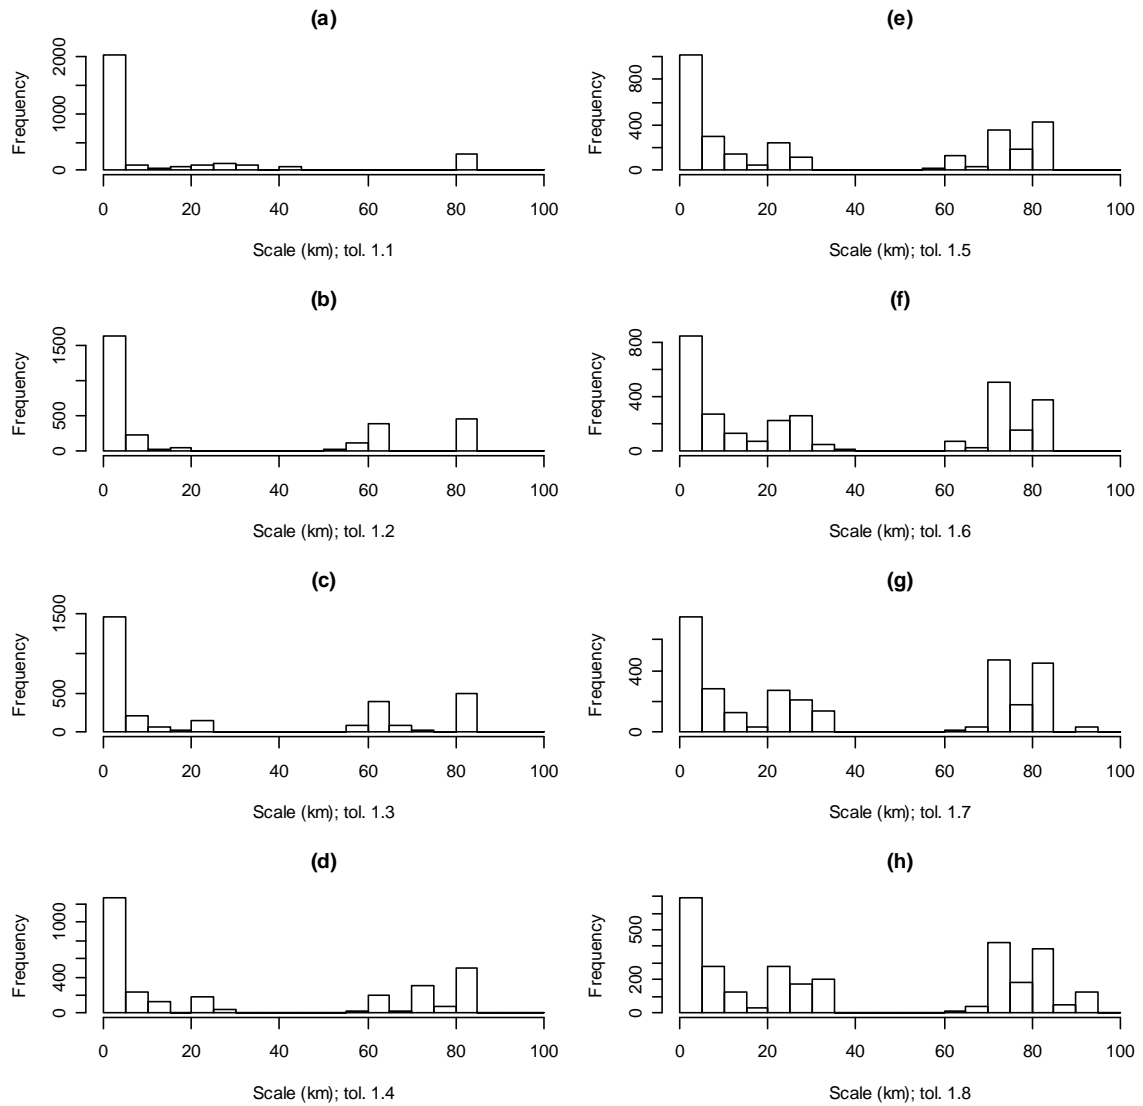 (a)
Frequency
0 1000 2000
0 20 40 60 80 100
Scale (km); tol. 1.1
(b)
Frequency
0 500 1500
0 20 40 60 80 100
Scale (km); tol. 1.2
(c)
Frequency
0 500 1500
0 20 40 60 80 100
Scale (km); tol. 1.3
(d)
Frequency
0 400 1000
0 20 40 60 80 100
Scale (km); tol. 1.4
(e)
Frequency
0 400 800
0 20 40 60 80 100
Scale (km); tol. 1.5
(f)
Frequency
0 400 800
0 20 40 60 80 100
Scale (km); tol. 1.6
(g)
Frequency
0 400
0 20 40 60 80 100
Scale (km); tol. 1.7
(h)
Frequency
0 200 500
0 20 40 60 80 100
Scale (km); tol. 1.8